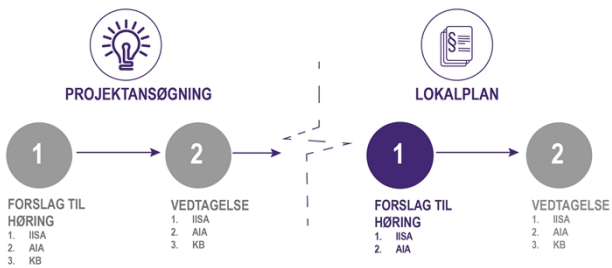 §
PROJEKTANSØGNING
LOKALPLAN
1
2
1
2
FORSLAG TIL
HØRING
1. IISA
2. AIA
3. KB
VEDTAGELSE
1. IISA
2. AIA
3. KB
FORSLAG TIL
HØRING
1. IISA
2. AIA
VEDTAGELSE
1. IISA
2. AIA
3. KB